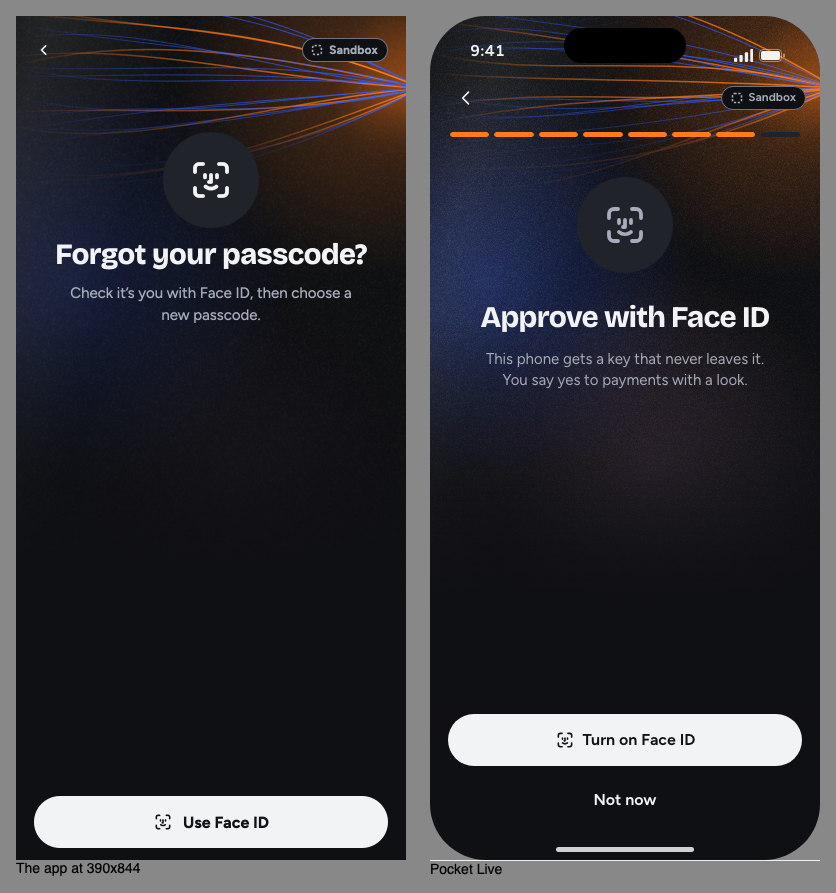 Sandbox
Forgot your passcode?
Check it's you with Face ID, then choose a
new passcode.
Use Face ID
The app at 390x844
9:41
Sandbox
Approve with Face ID
This phone gets a key that never leaves it.
You say yes to payments with a look.
Turn on Face ID
Not now
Pocket Live